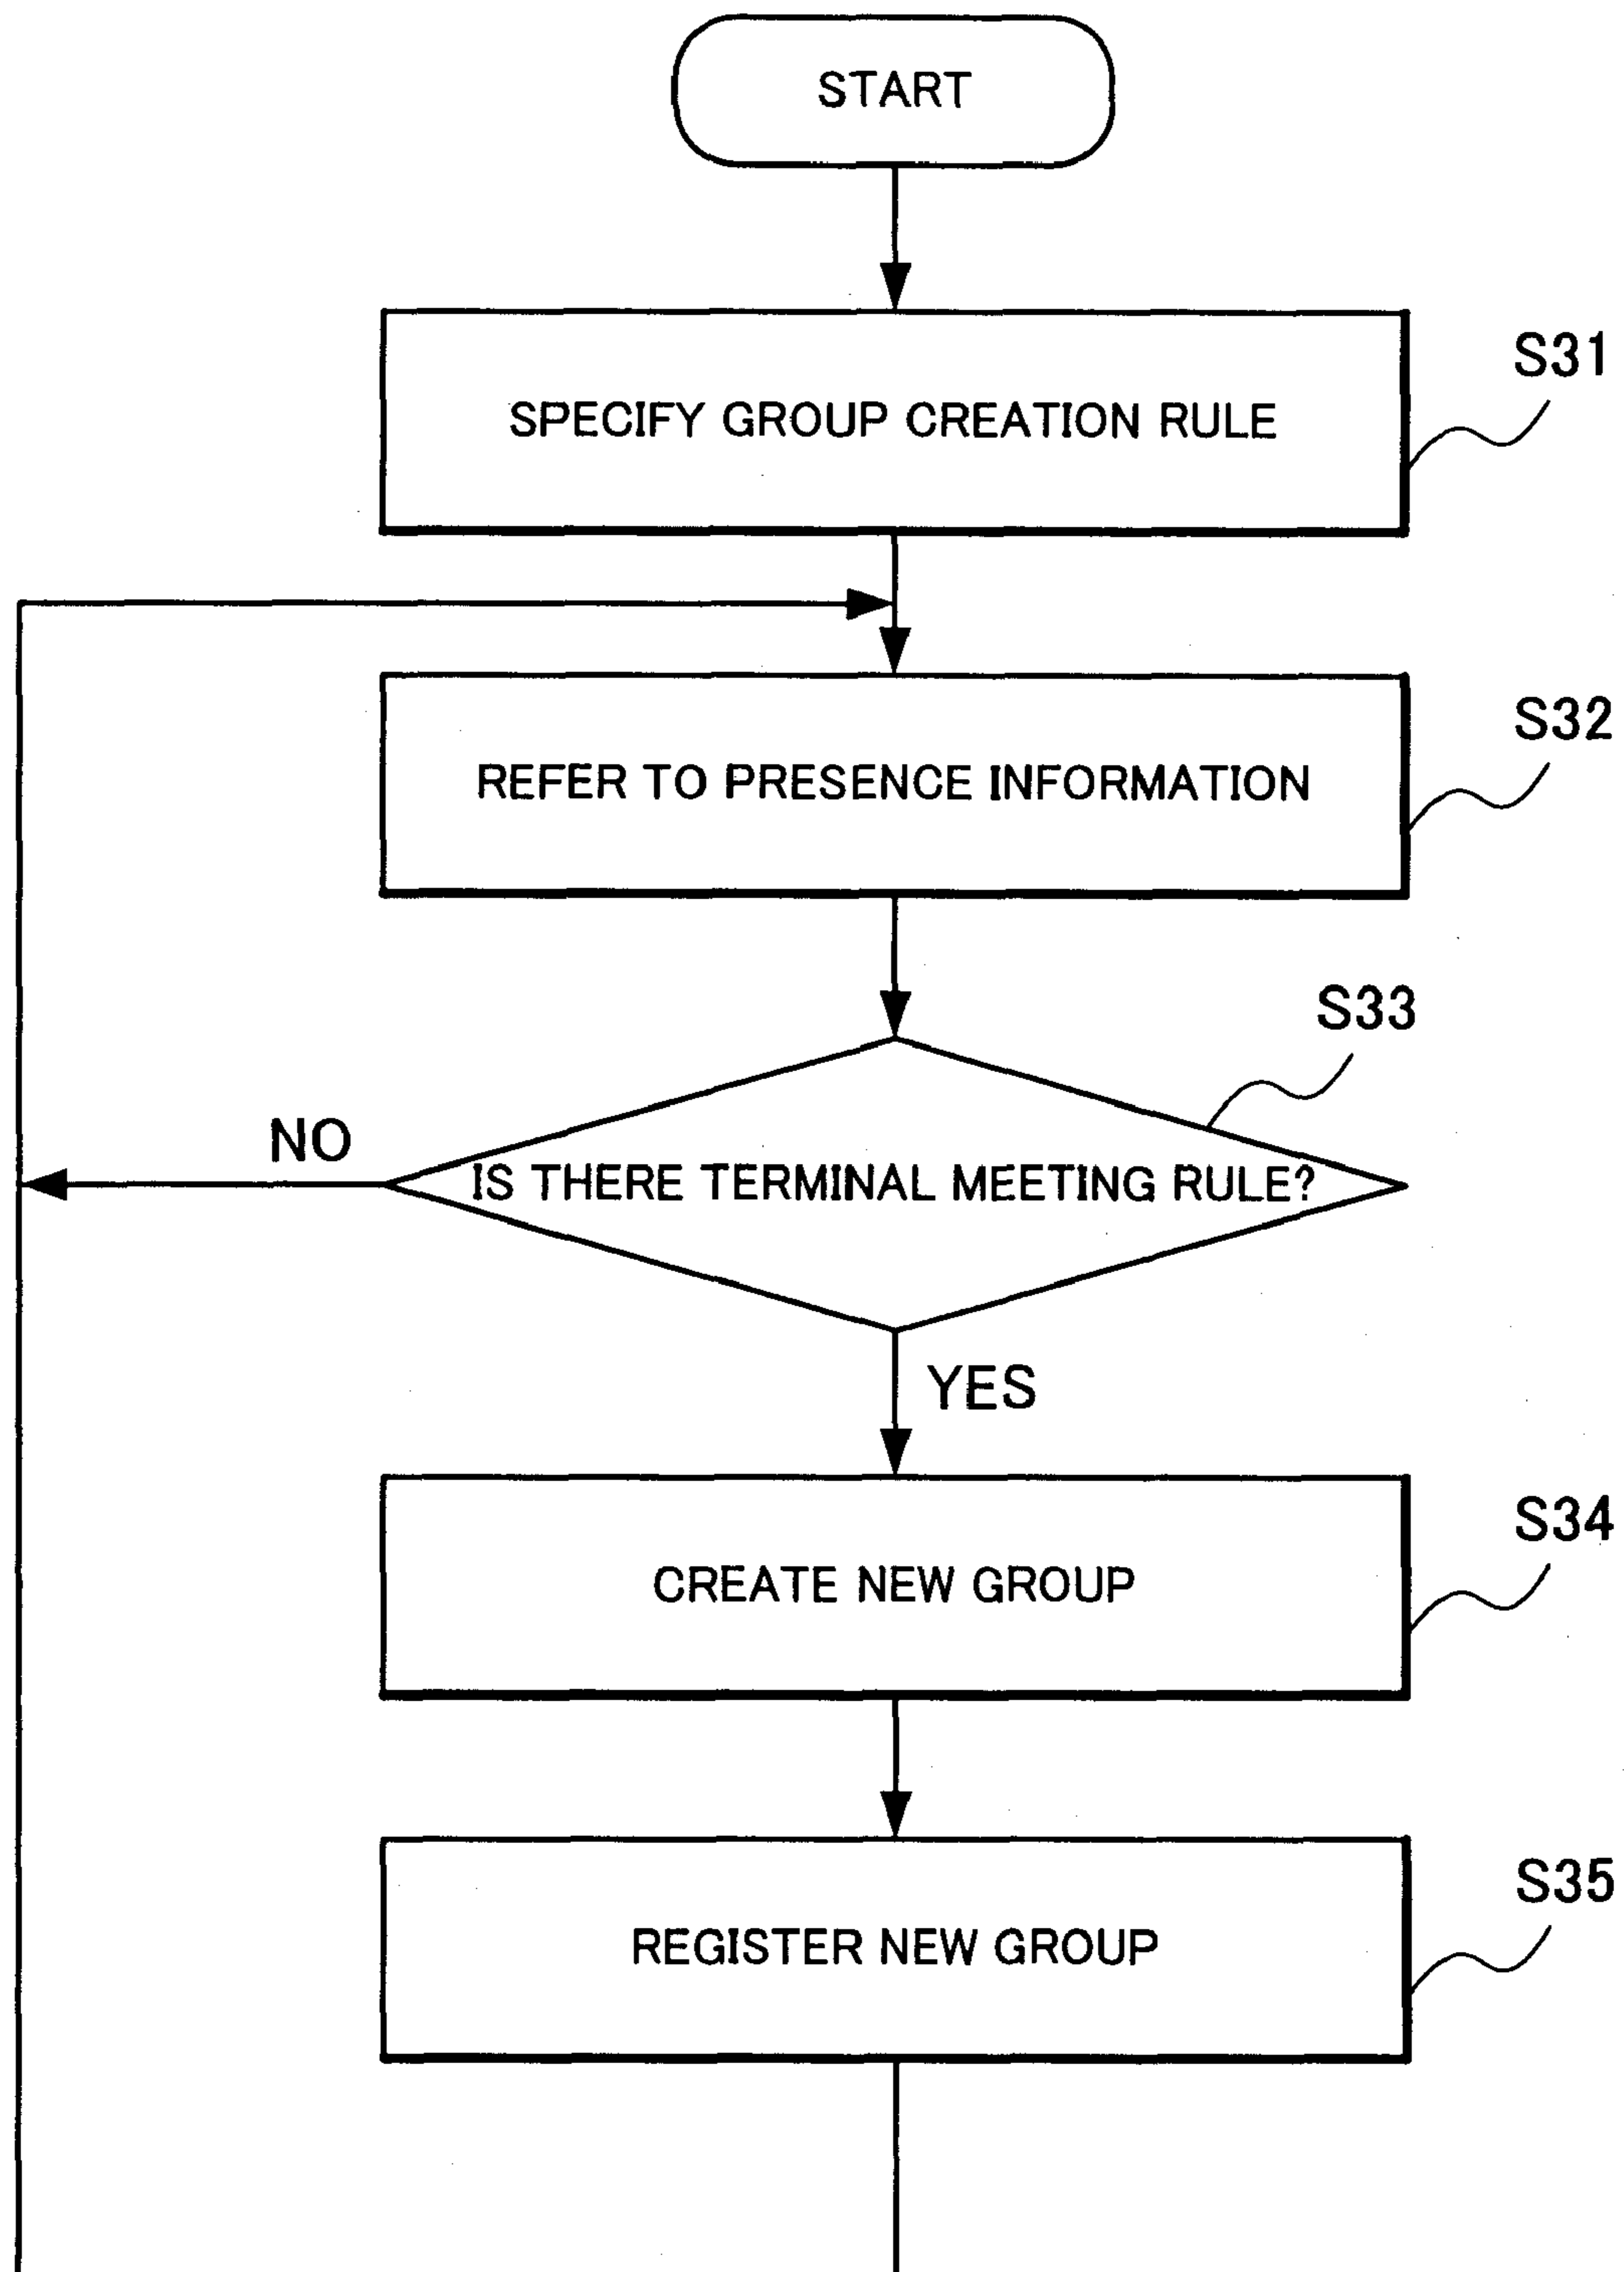 START
SPECIFY GROUP CREATION RULE
S31
REFER TO PRESENCE INFORMATION
S32
S33
NO
IS THERE TERMINAL MEETING RULE?
YES
CREATE NEW GROUP
S34
REGISTER NEW GROUP
S35